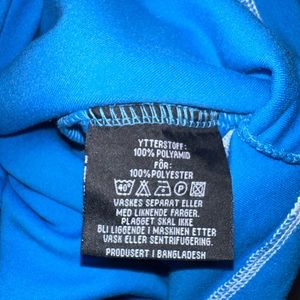 YTTERSTOFF:
100% POLYAMID
FÔR:
100% POLYESTER
40°
VASKES SEPARAT ELLER
MED LIKNENDE FARGER.
PLAGGET SKAL IKKE
BLI LIGGENDE I MASKINEN ETTER
VASK ELLER SENTRIFUGERING.
PRODUSERT I BANGLADESH